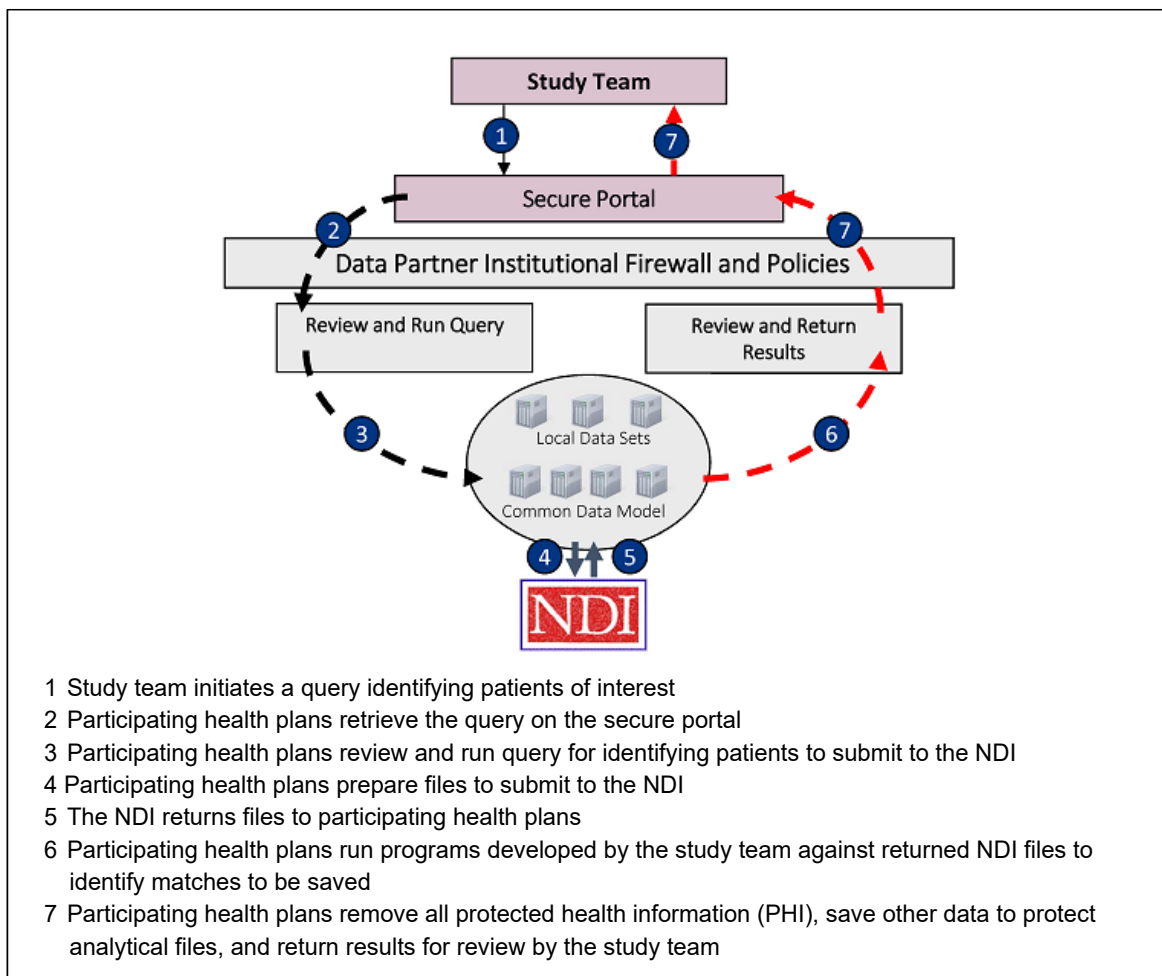 Study Team
1
7
Secure Portal
2
7
Data Partner Institutional Firewall and Policies
Review and Run Query
Review and Return
Results
3
6
Local Data Sets
Common Data Model
4
5
NDI
1 Study team initiates a query identifying patients of interest
2 Participating health plans retrieve the query on the secure portal
3 Participating health plans review and run query for identifying patients to submit to the NDI
4 Participating health plans prepare files to submit to the NDI
5 The NDI returns files to participating health plans
6 Participating health plans run programs developed by the study team against returned NDI files to
identify matches to be saved
7 Participating health plans remove all protected health information (PHI), save other data to protect
analytical files, and return results for review by the study team